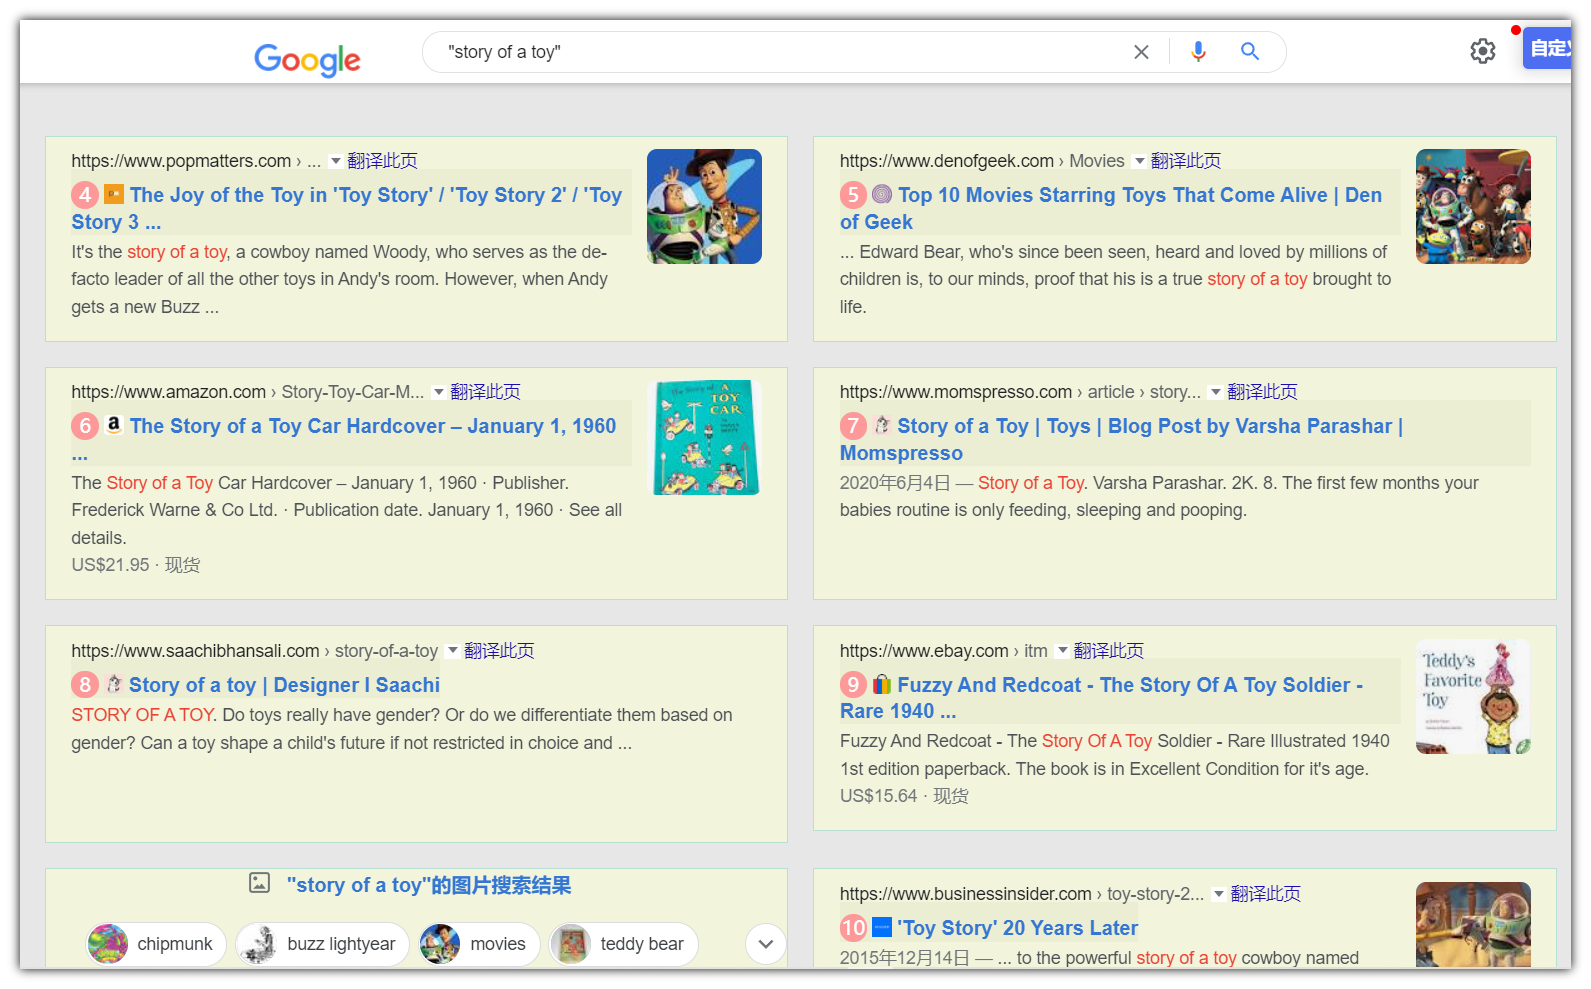 Google
"story of a toy"
自定义
https://www.popmatters.com › ... 翻译此页
4 The Joy of the Toy in 'Toy Story' / 'Toy Story 2' / 'Toy
Story 3 ...
It's the story of a toy, a cowboy named Woody, who serves as the de-
facto leader of all the other toys in Andy's room. However, when Andy
gets a new Buzz ...
https://www.denofgeek.com › Movies 翻译此页
5 Top 10 Movies Starring Toys That Come Alive | Den
of Geek
... Edward Bear, who's since been seen, heard and loved by millions of
children is, to our minds, proof that his is a true story of a toy brought to
life.
https://www.amazon.com › Story-Toy-Car-M... 翻译此页
6 The Story of a Toy Car Hardcover – January 1, 1960
...
The Story of a Toy Car Hardcover – January 1, 1960 · Publisher.
Frederick Warne & Co Ltd. · Publication date. January 1, 1960 · See all
details.
US$21.95 · 现货
The Story of
A
TOY
CAR
https://www.momspresso.com › article › story... 翻译此页
7 Story of a Toy | Toys | Blog Post by Varsha Parashar |
Momspresso
2020年6月4日 — Story of a Toy. Varsha Parashar. 2K. 8. The first few months your
babies routine is only feeding, sleeping and pooping.
https://www.saachibhansali.com › story-of-a-toy 翻译此页
8 Story of a toy | Designer I Saachi
STORY OF A TOY. Do toys really have gender? Or do we differentiate them based on
gender? Can a toy shape a child's future if not restricted in choice and ...
https://www.ebay.com › itm 翻译此页
9 Fuzzy And Redcoat - The Story Of A Toy Soldier -
Rare 1940 ...
Fuzzy And Redcoat - The Story Of A Toy Soldier - Rare Illustrated 1940
1st edition paperback. The book is in Excellent Condition for it's age.
US$15.64 · 现货
Teddy's
Favorite
Toy
"story of a toy"的图片搜索结果
chipmunk
buzz lightyear
movies
teddy bear
https://www.businessinsider.com › toy-story-2... 翻译此页
10 'Toy Story' 20 Years Later
2015年12月14日 — ... to the powerful story of a toy cowboy named